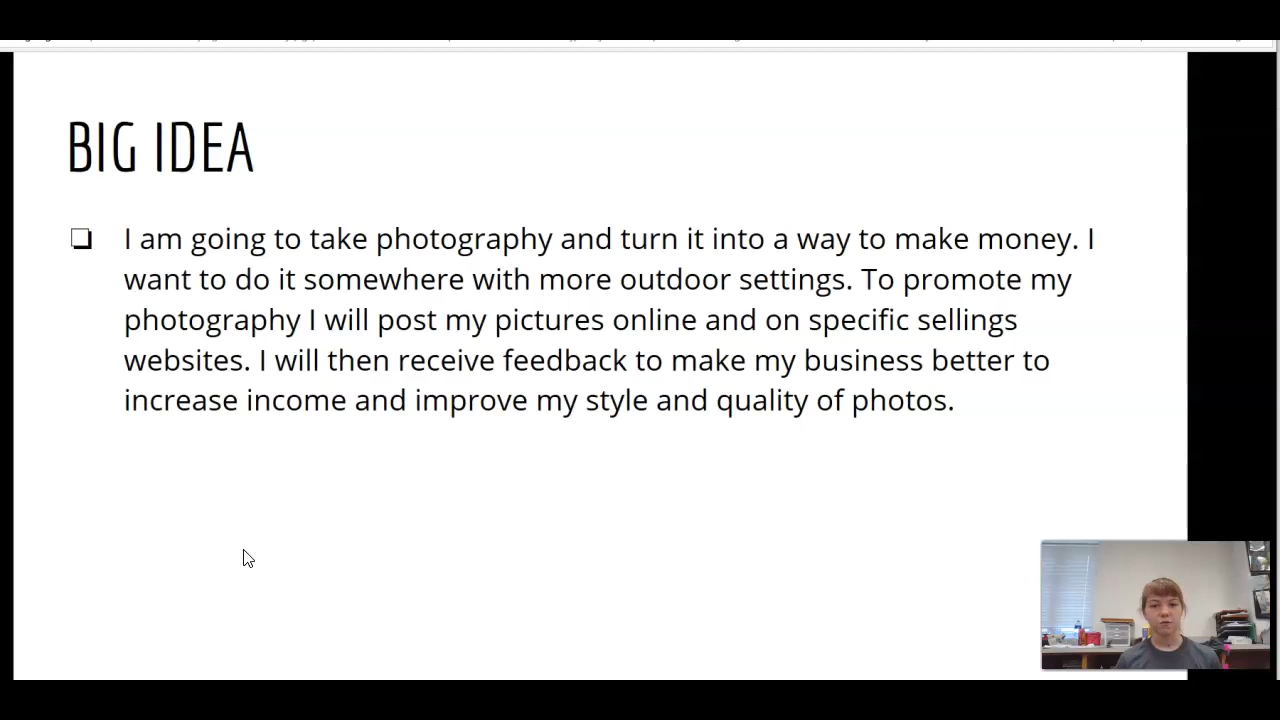 BIG IDEA
I am going to take photography and turn it into a way to make money. I
want to do it somewhere with more outdoor settings. To promote my
photography I will post my pictures online and on specific sellings
websites. I will then receive feedback to make my business better to
increase income and improve my style and quality of photos.